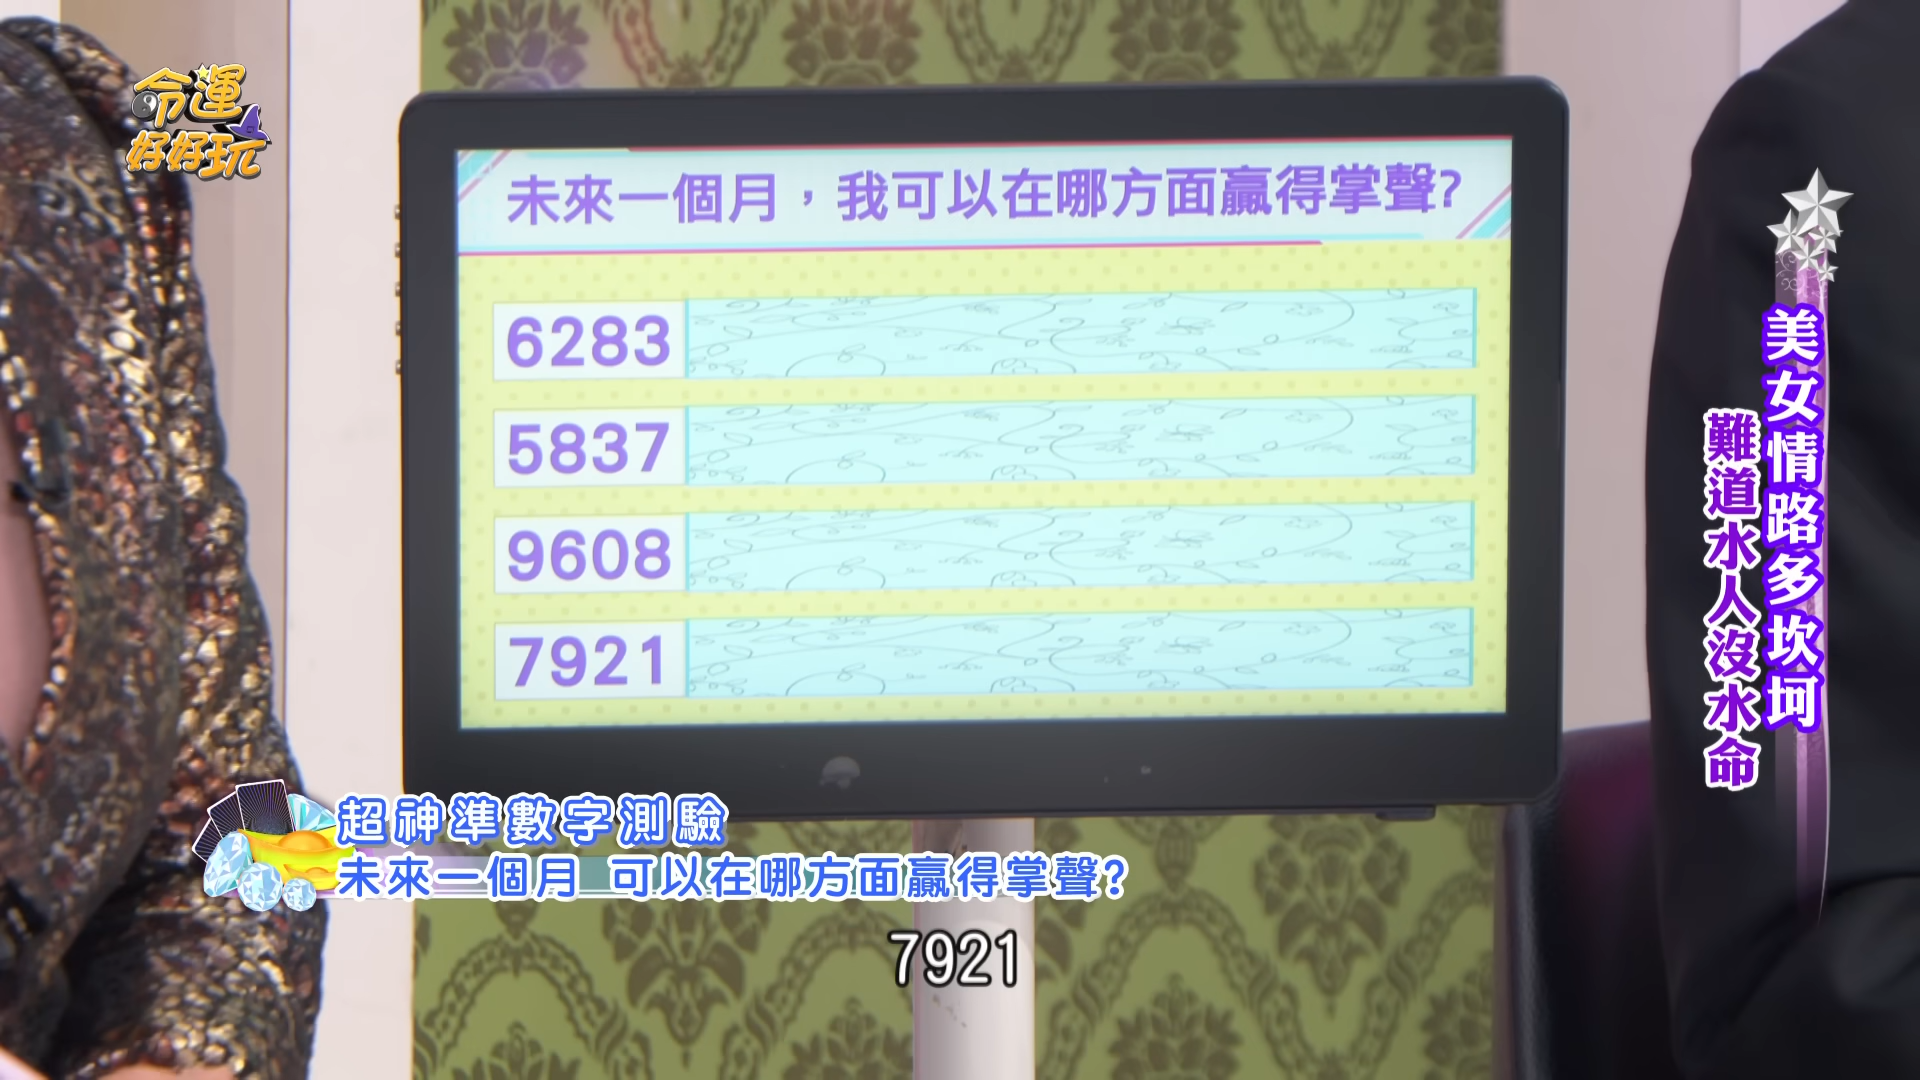 命運
好好玩
未來一個月，我可以在哪方面贏得掌聲?
6283
5837
9608
7921
美女情路多坎坷
難道水人沒水命
超神準數字測驗
未來一個月 可以在哪方面贏得掌聲?
7921